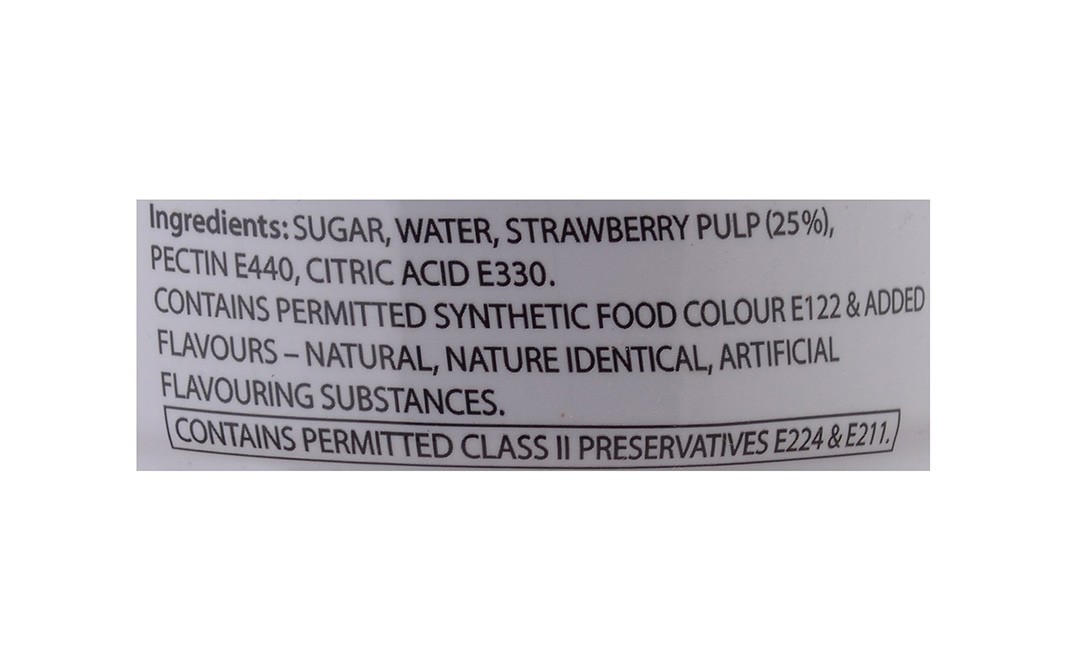 Ingredients: SUGAR, WATER, STRAWBERRY PULP (25%),
PECTIN E440, CITRIC ACID E330.
CONTAINS PERMITTED SYNTHETIC FOOD COLOUR E122 & ADDED
FLAVOURS – NATURAL, NATURE IDENTICAL, ARTIFICIAL
FLAVOURING SUBSTANCES.
CONTAINS PERMITTED CLASS II PRESERVATIVES E224 & E211.